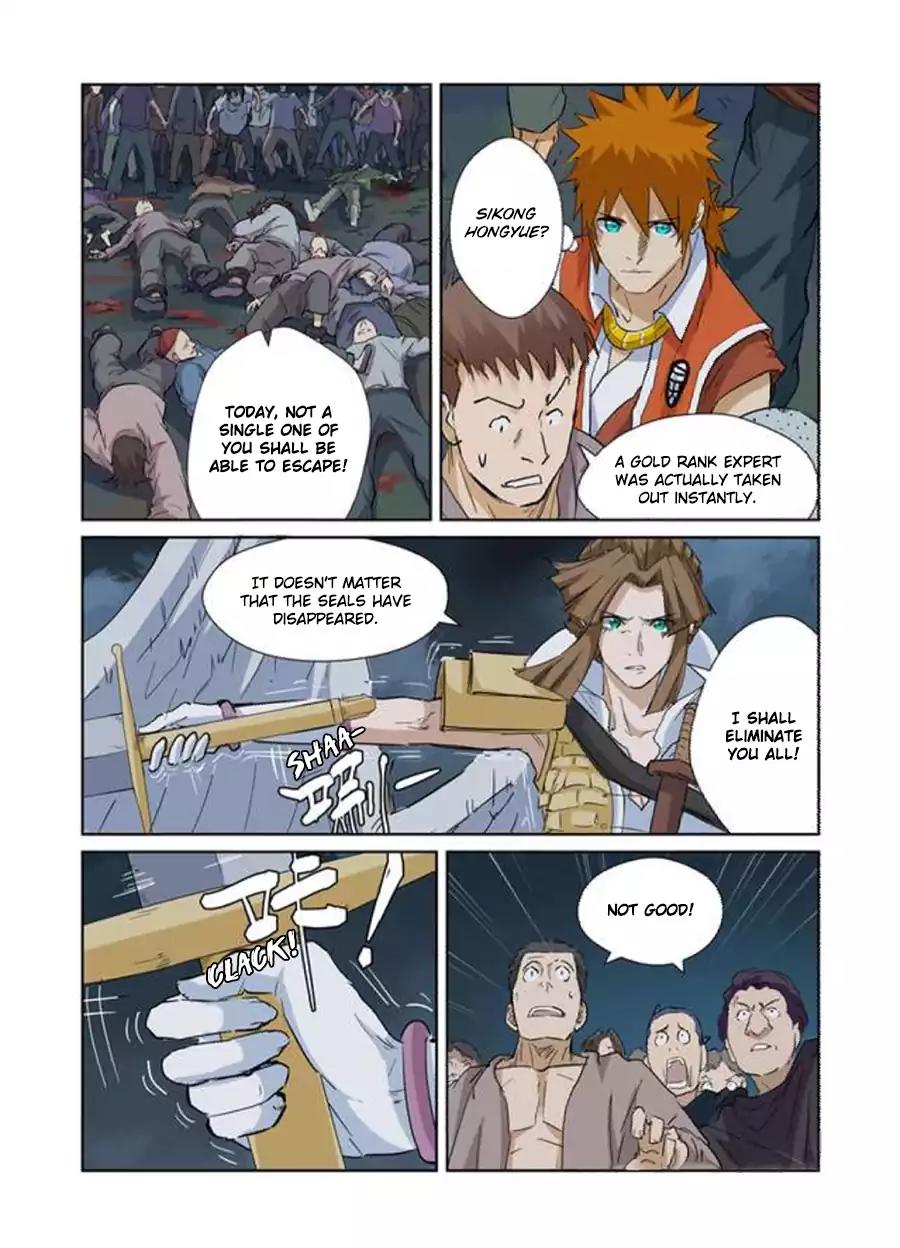 TODAY, NOT A
SINGLE ONE OF
YOU SHALL BE
ABLE TO ESCAPE!
SIKONG
HONGYUE?
A GOLD RANK EXPERT
WAS ACTUALLY TAKEN
OUT INSTANTLY.
IT DOESN'T MATTER
THAT THE SEALS HAVE
DISAPPEARED.
SHAA-
I SHALL
ELIMINATE
YOU ALL!
CLACK!
NOT GOOD!